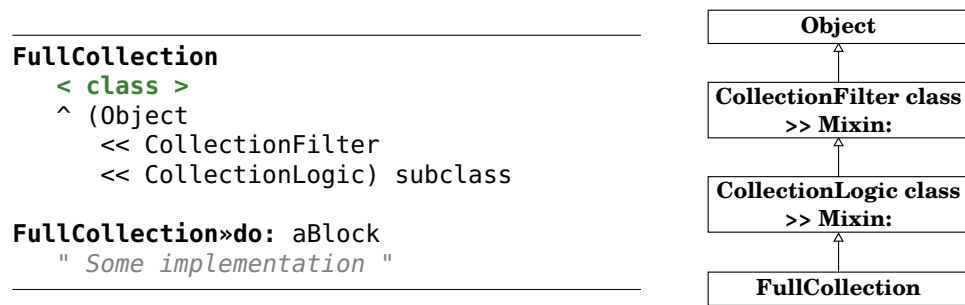 FullCollection
< class >
^ (Object
<< CollectionFilter
<< CollectionLogic) subclass
FullCollection»do: aBlock
" Some implementation "
Object
CollectionFilter class
>> Mixin:
CollectionLogic class
>> Mixin:
FullCollection